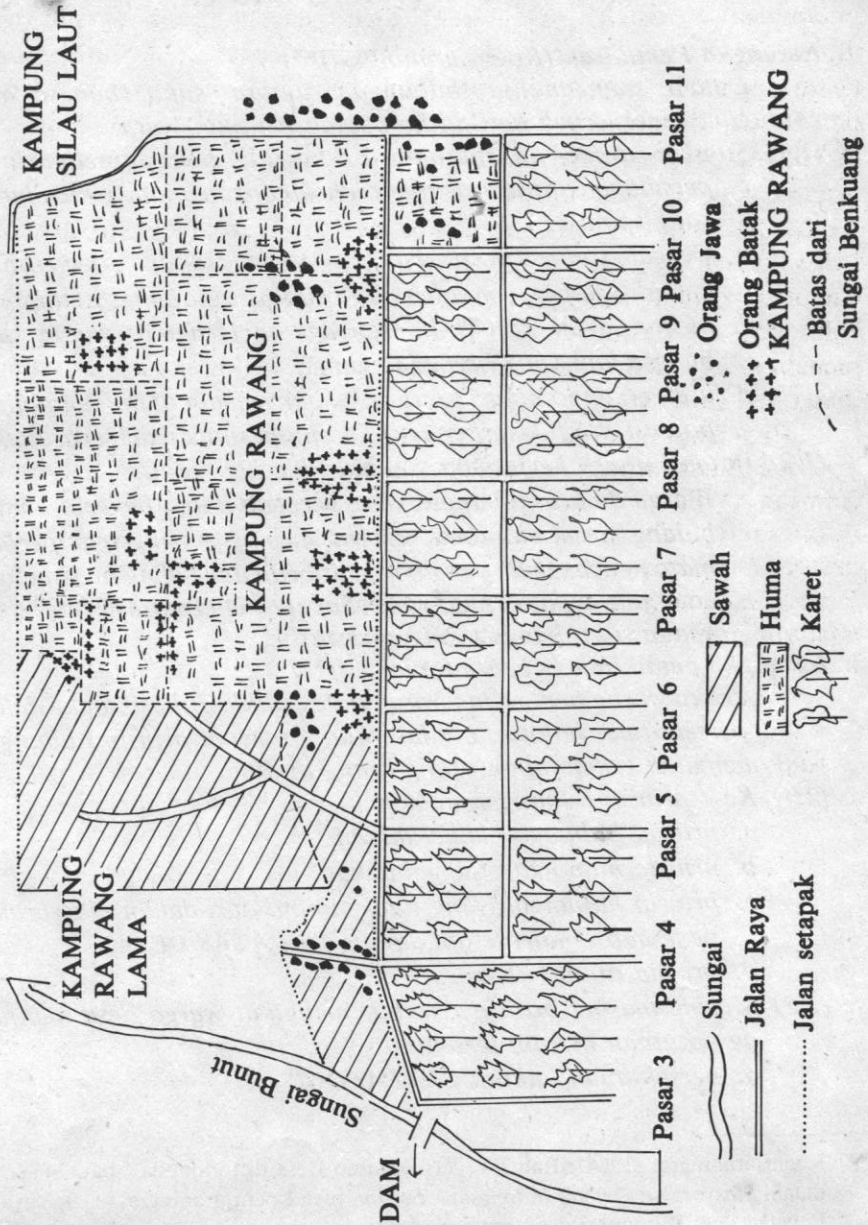 KAMPUNG
SILAU LAUT
KAMPUNG RAWANG
KAMPUNG
RAWANG
LAMA
Sungai Bunut
DAM
Pasar 3
Pasar 4
Pasar 5
Pasar 6
Pasar 7
Pasar 8
Pasar 9
Pasar 10
Pasar 11
Sungai
Jalan Raya
Jalan setapak
Sawah
Huma
Karet
Orang Jawa
Orang Batak
KAMPUNG RAWANG
Batas dari
Sungai Benkuang